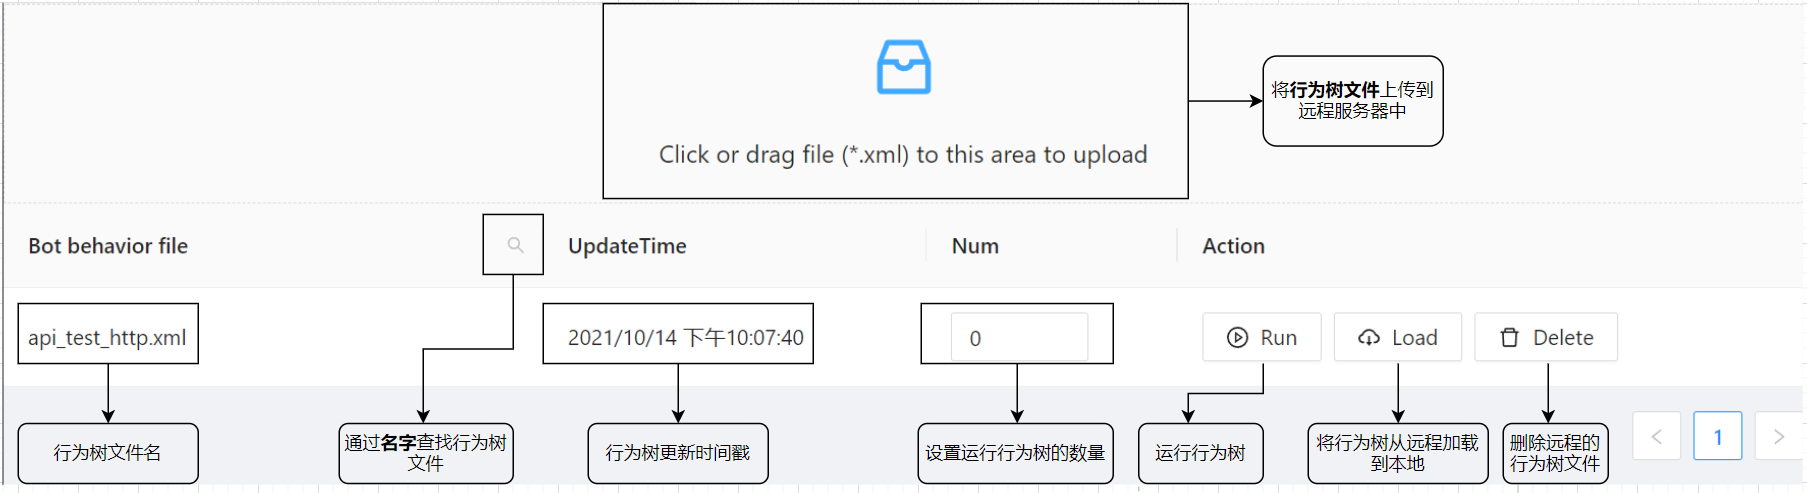 Click or drag file (*.xml) to this area to upload
将行为树文件上传到
远程服务器中
Bot behavior file
UpdateTime
Num
Action
api_test_http.xml
2021/10/14 下午10:07:40
0
Run
Load
Delete
行为树文件名
通过名字查找行为树
文件
行为树更新时间戳
设置运行行为树的数量
运行行为树
将行为树从远程加载
到本地
删除远程的
行为树文件
1